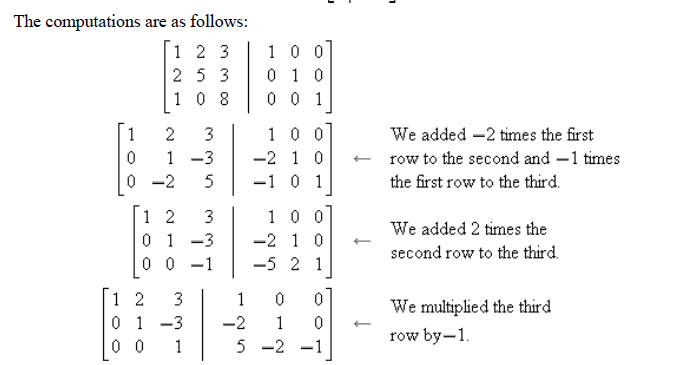 The computations are as follows:
1 2 3 | 1 0 0
2 5 3 | 0 1 0
1 0 8 | 0 0 1
1 2 3 | 1 0 0 We added −2 times the first
0 1 −3 | −2 1 0 ← row to the second and −1 times
0 −2 5 | −1 0 1 the first row to the third.
1 2 3 | 1 0 0 We added 2 times the
0 1 −3 | −2 1 0 ← second row to the third.
0 0 −1 | −5 2 1
1 2 3 | 1 0 0 We multiplied the third
0 1 −3 | −2 1 0 ← row by−1.
0 0 1 | 5 −2 −1